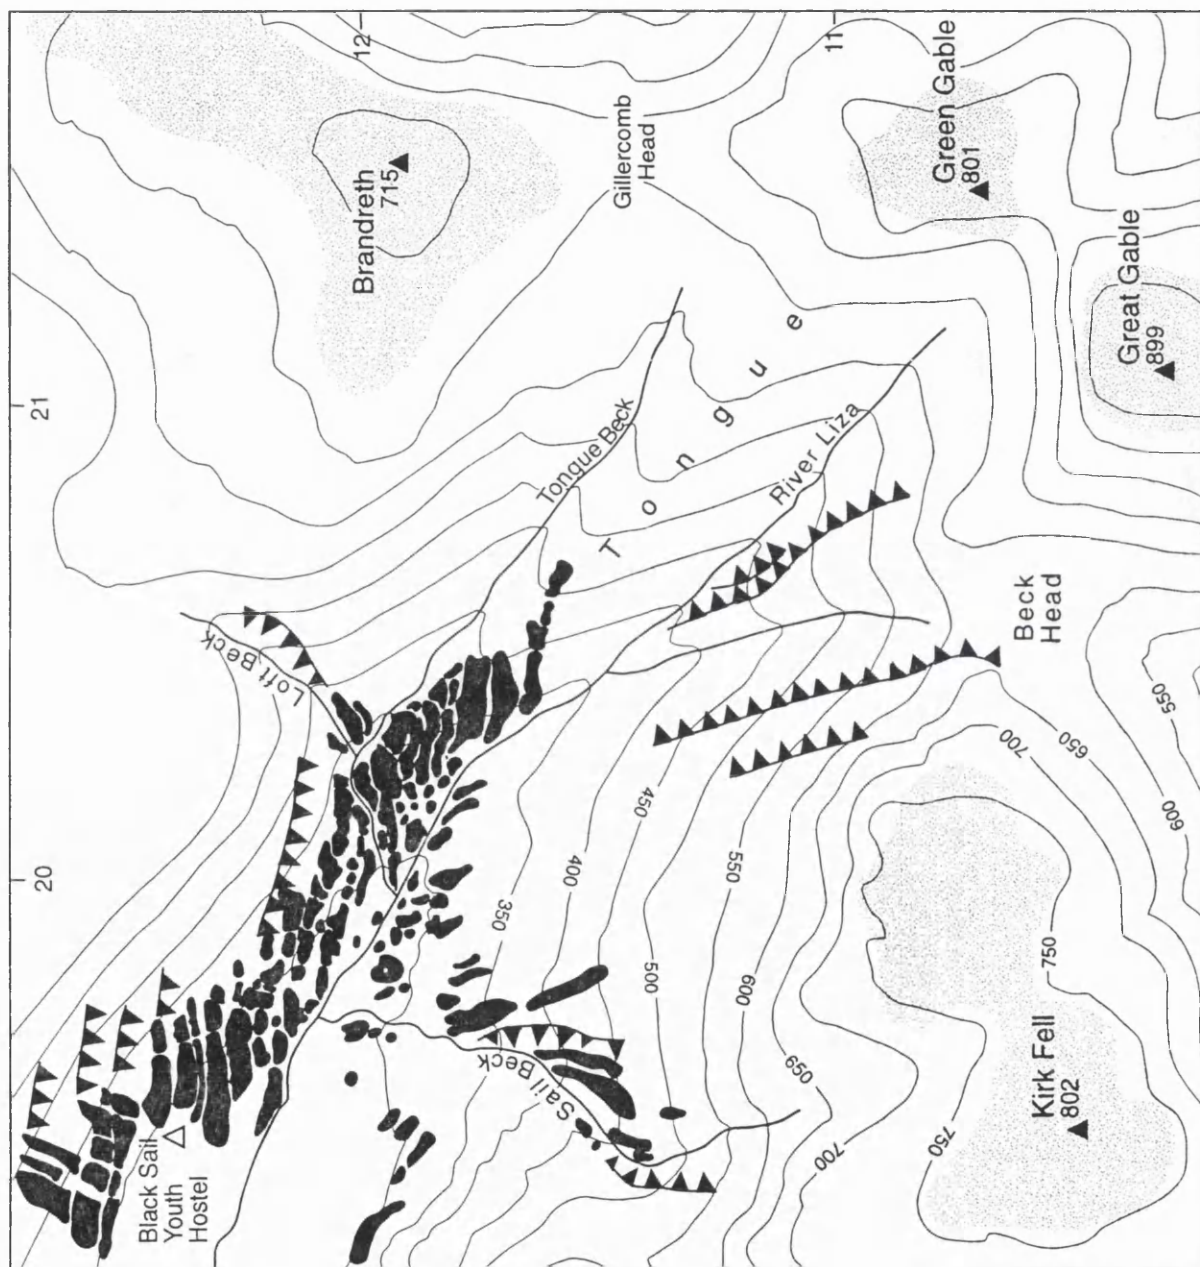 12
11
Brandreth
715
Gillercomb
Head
Green Gable
801
Great Gable
899
21
Tongue Beck
Tongue
River Liza
Loft Beck
Beck
Head
20
350
400
450
500
550
600
650
700
750
700
650
600
550
750
Sail Beck
Black Sail
Youth
Hostel
Kirk Fell
802